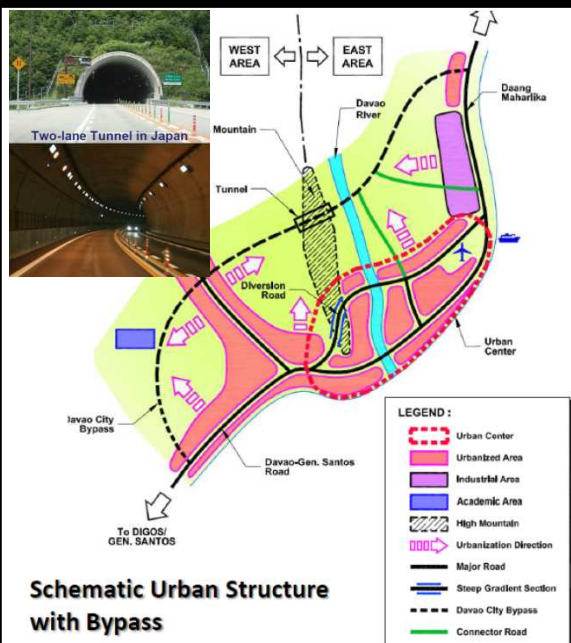 Two-lane Tunnel in Japan
WEST
AREA
EAST
AREA
Mountain
Davao
River
Daang
Maharlika
Tunnel
Diversion
Road
Urban
Center
Davao City
Bypass
Davao-Gen. Santos
Road
To DIGOS/
GEN. SANTOS
LEGEND :
Urban Center
Urbanized Area
Industrial Area
Academic Area
High Mountain
Urbanization Direction
Major Road
Steep Gradient Section
Davao City Bypass
Connector Road
Schematic Urban Structure
with Bypass